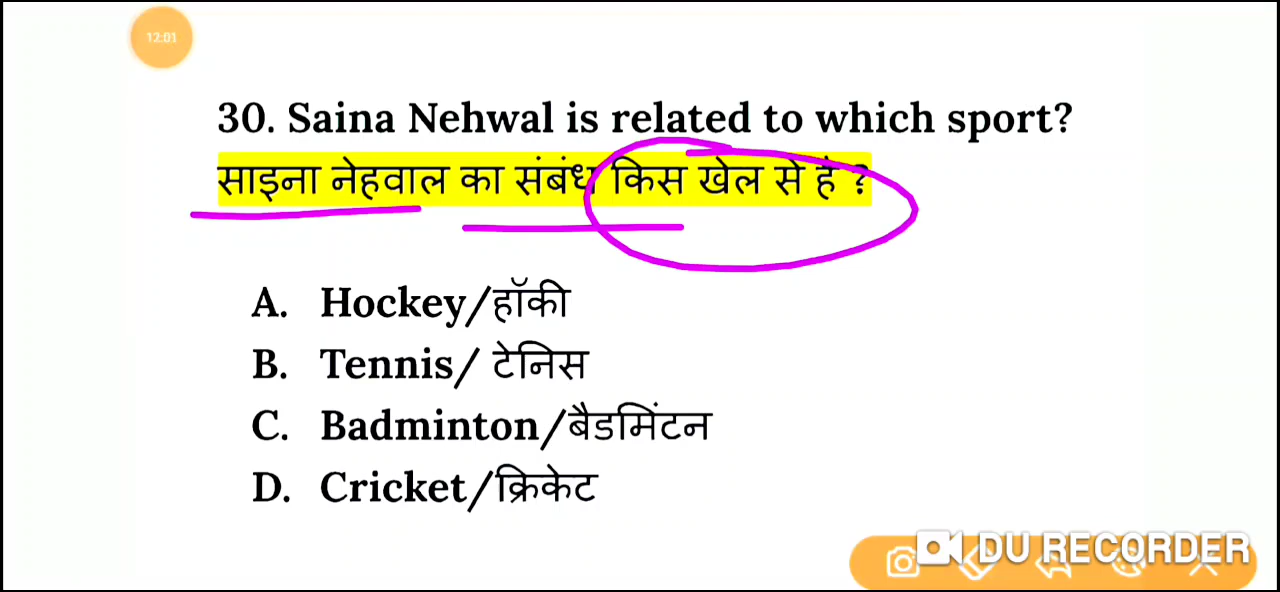 12:01
30. Saina Nehwal is related to which sport?
साइना नेहवाल का संबंध किस खेल से है ?
A. Hockey/हॉकी
B. Tennis/ टेनिस
C. Badminton/बैडमिंटन
D. Cricket/क्रिकेट
DU RECORDER